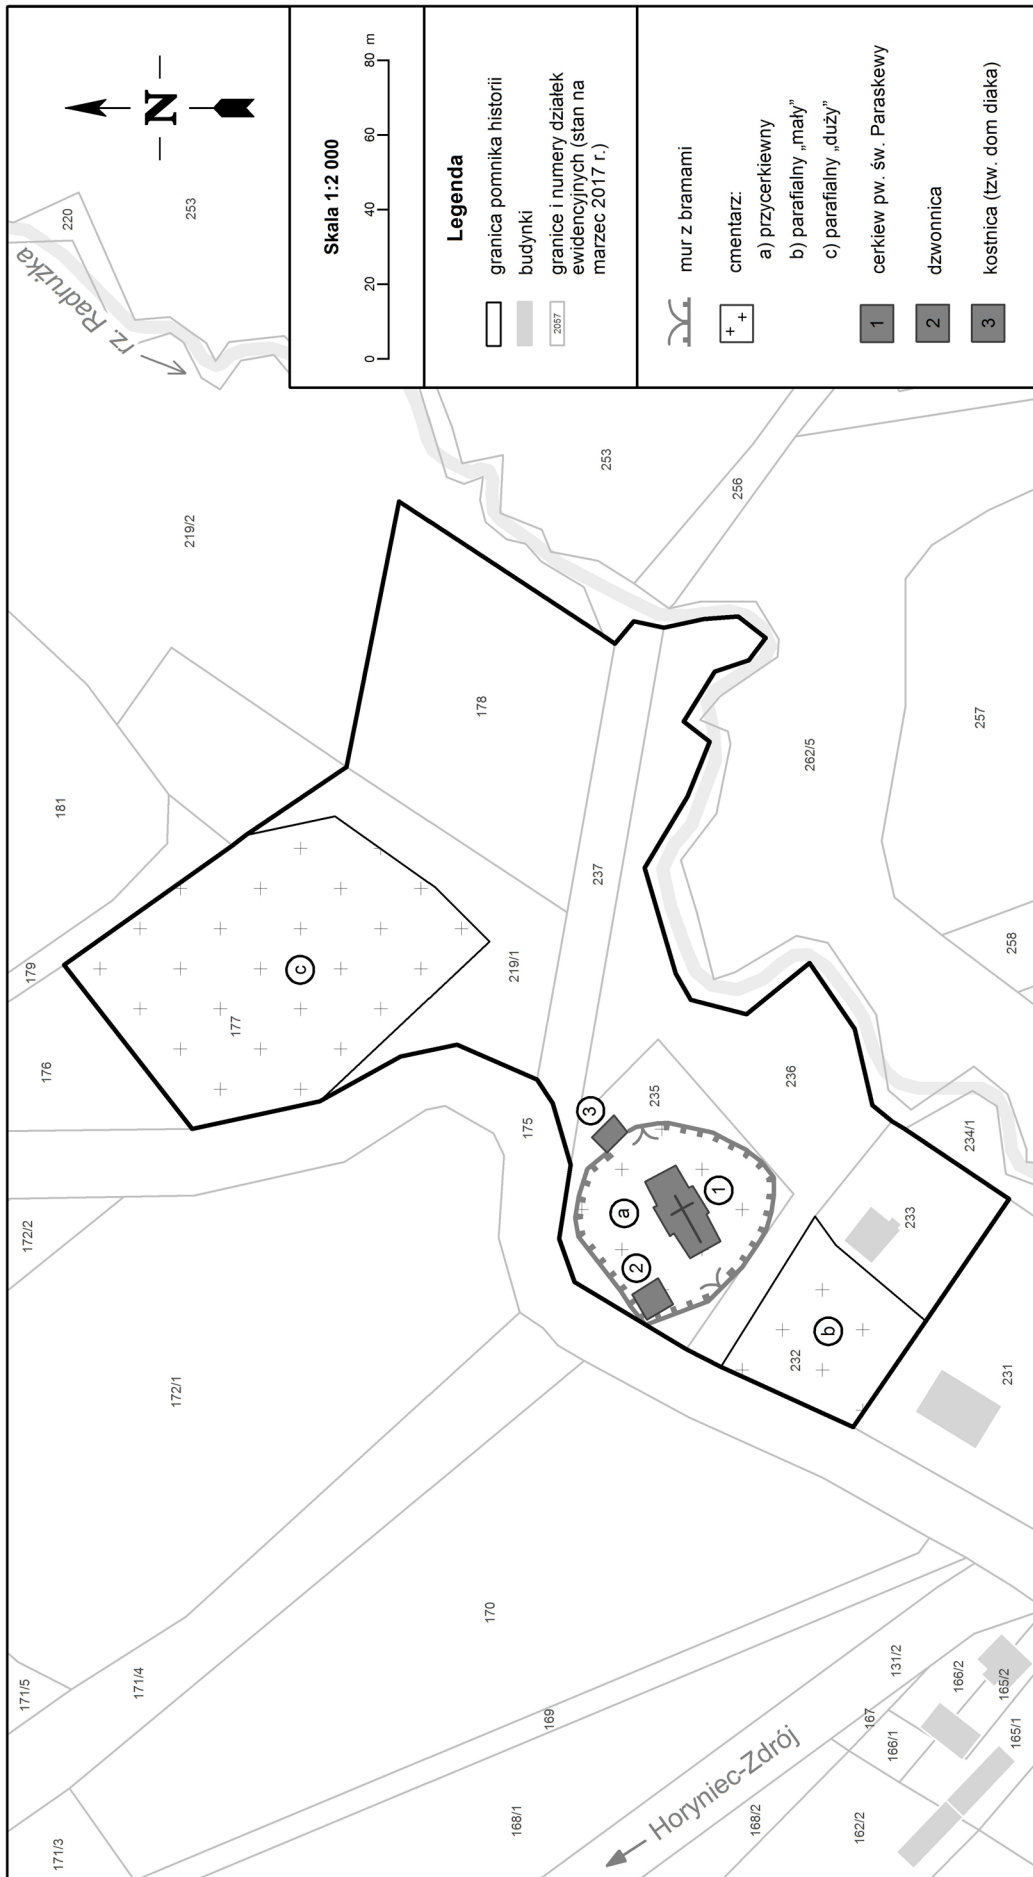 N
Skala 1:2 000
0 20 40 60 80 m
Legenda
granica pomnika historii
budynki
2057
granice i numery działek
ewidencyjnych (stan na
marzec 2017 r.)
mur z bramami
cmentarz:
a) przycerkiewny
b) parafialny „mały”
c) parafialny „duży”
1 cerkiew pw. św. Paraskewy
2 dzwonnica
3 kostnica (tzw. dom diaka)
rz. Radrużka
Horyniec-Zdrój
171/3
171/5
171/4
172/1
172/2
176
179
181
219/2
220
253
177
c
178
219/1
175
237
253
256
3
235
a
2
1
236
262/5
257
258
234/1
233
232
b
231
170
169
168/1
168/2
162/2
167
166/1
131/2
166/2
165/2
165/1